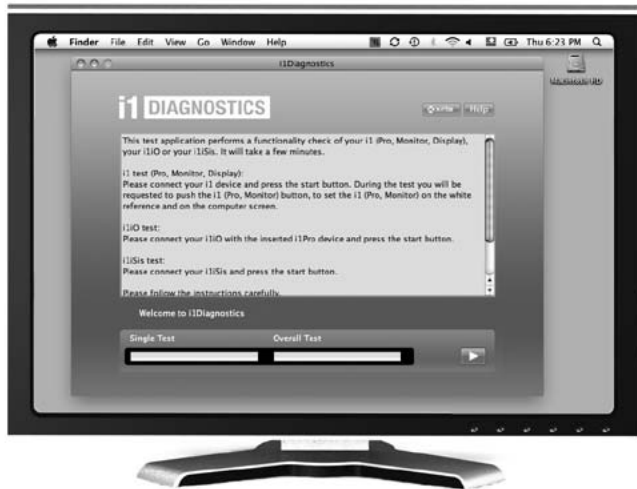 Finder File Edit View Go Window Help Thu 6:23 PM
i1Diagnostics
Macintosh HD
i1 DIAGNOSTICS
x·rite Help
This test application performs a functionality check of your i1 (Pro, Monitor, Display),
your i1iO or your i1iSis. It will take a few minutes.
i1 test (Pro, Monitor, Display):
Please connect your i1 device and press the start button. During the test you will be
requested to push the i1 (Pro, Monitor) button, to set the i1 (Pro, Monitor) on the white
reference and on the computer screen.
i1iO test:
Please connect your i1iO with the inserted i1Pro device and press the start button.
i1iSis test:
Please connect your i1iSis and press the start button.
Please follow the instructions carefully.
Welcome to i1Diagnostics
Single Test Overall Test